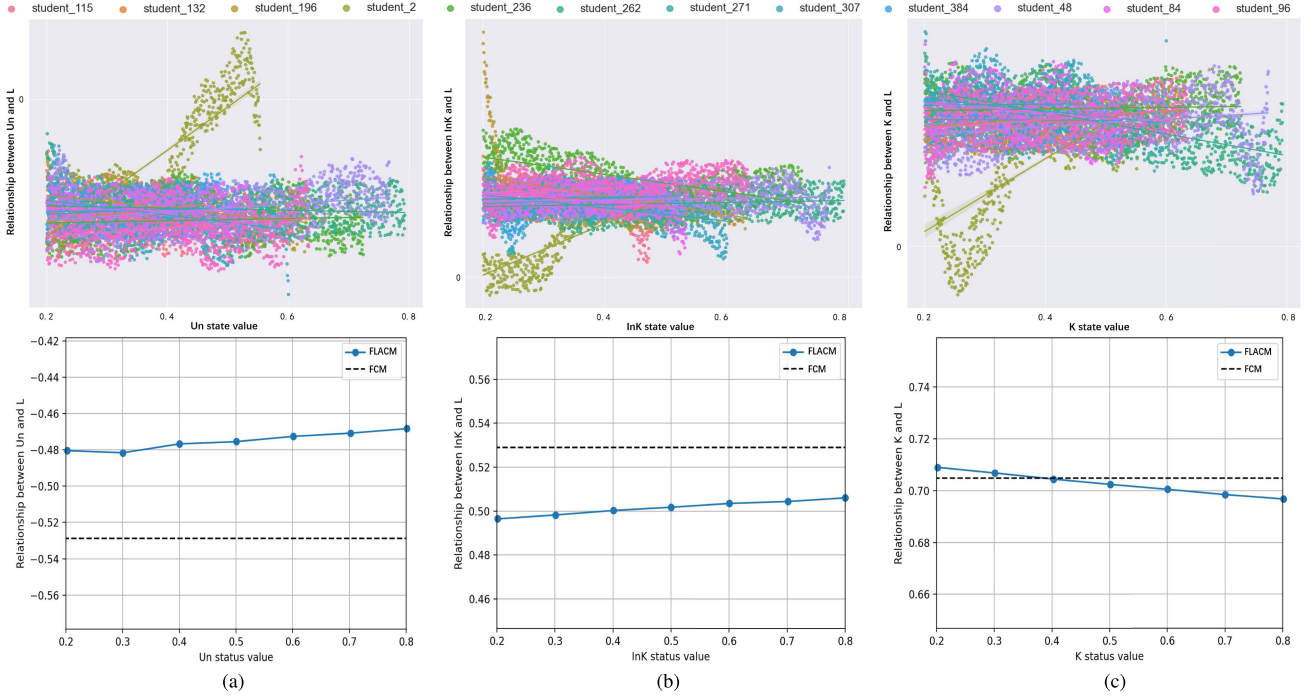 student_115 student_132 student_196 student_2 student_236 student_262 student_271 student_307 student_384 student_48 student_84 student_96
Relationship between Un and L
0
0.2 0.4 0.6 0.8
Un state value
Relationship between InK and L
0
0.2 0.4 0.6 0.8
InK state value
Relationship between K and L
0
0.2 0.4 0.6 0.8
K state value
Relationship between Un and L
−0.42
−0.44
−0.46
−0.48
−0.50
−0.52
−0.54
−0.56
FLACM
FCM
0.2 0.3 0.4 0.5 0.6 0.7 0.8
Un status value
(a)
Relationship between InK and L
0.56
0.54
0.52
0.50
0.48
0.46
FLACM
FCM
0.2 0.3 0.4 0.5 0.6 0.7 0.8
InK status value
(b)
Relationship between K and L
0.74
0.72
0.70
0.68
0.66
FLACM
FCM
0.2 0.3 0.4 0.5 0.6 0.7 0.8
K status value
(c)